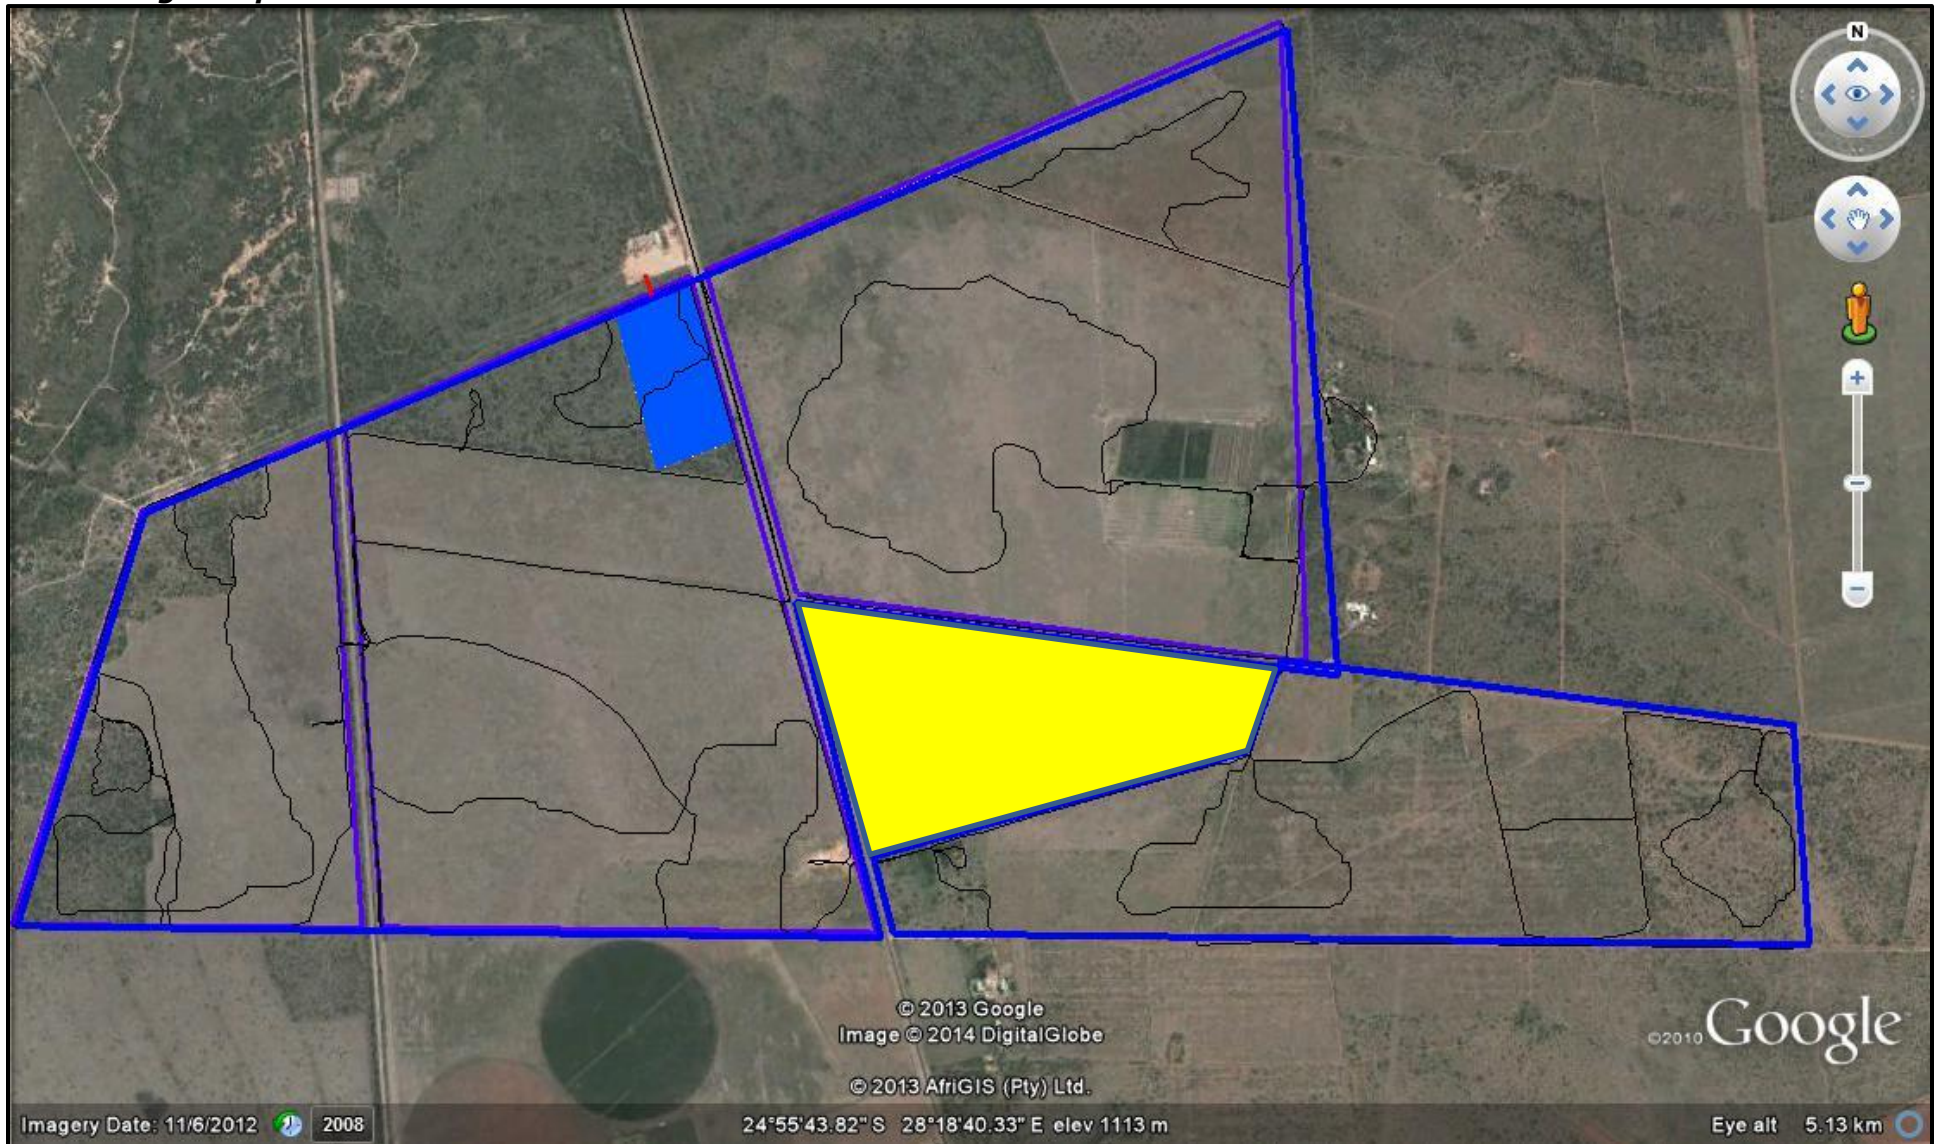 N
© 2013 Google
Image © 2014 DigitalGlobe
©2010 Google
© 2013 AfriGIS (Pty) Ltd.
Imagery Date: 11/6/2012 2008 24°55'43.82" S 28°18'40.33" E elev 1113 m Eye alt 5.13 km